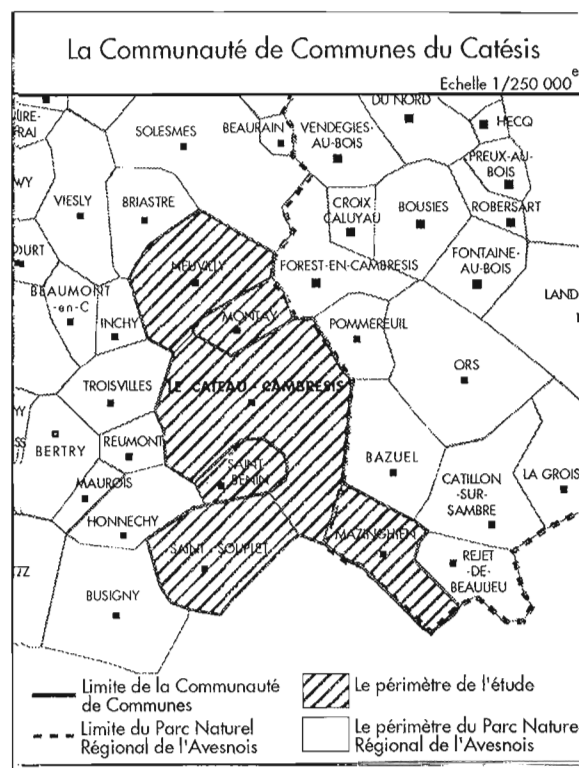 La Communauté de Communes du Catésis
Echelle 1/250 000e
DU NORD
HECQ
SOLESMES
BEAURAIN
VENDEGIES-
AU-BOIS
PREUX-AU-
BOIS
VIESLY
BRIASTRE
CROIX
CALUYAU
BOUSIES
ROBERSART
NEUVILLY
FOREST-EN-CAMBRESIS
FONTAINE-
AU-BOIS
BEAUMONT
-en-C
INCHY
MONTAY
POMMEREUIL
LAND
ORS
TROISVILLES
LE CATEAU-CAMBRESIS
BERTRY
REUMONT
SAINT-
BENIN
BAZUEL
CATILLON
-SUR-
SAMBRE
LA GROIS
MAUROIS
HONNECHY
SAINT-SOUPLET
MAZINGHIEN
REJET
-DE-
BEAULIEU
BUSIGNY
Limite de la Communauté
de Communes
Le périmètre de l'étude
Limite du Parc Naturel
Régional de l'Avesnois
Le périmètre du Parc Nature
Régional de l'Avesnois